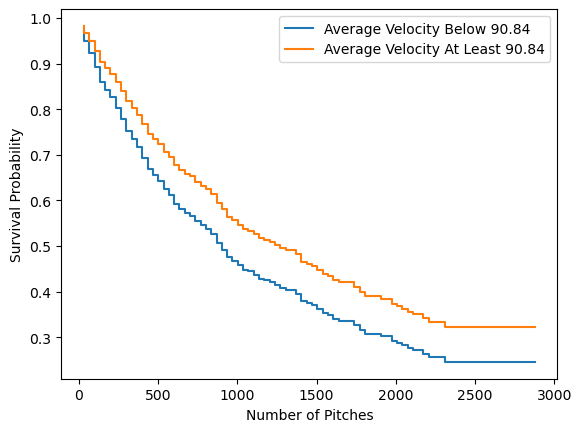 Average Velocity Below 90.84
Average Velocity At Least 90.84
1.0
0.9
0.8
0.7
0.6
0.5
0.4
0.3
Survival Probability
0 500 1000 1500 2000 2500 3000
Number of Pitches